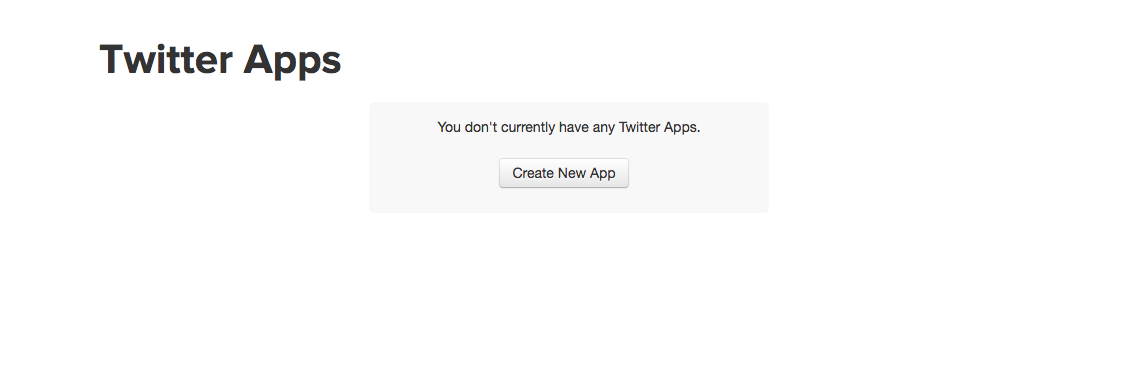 Twitter Apps
You don't currently have any Twitter Apps.
Create New App